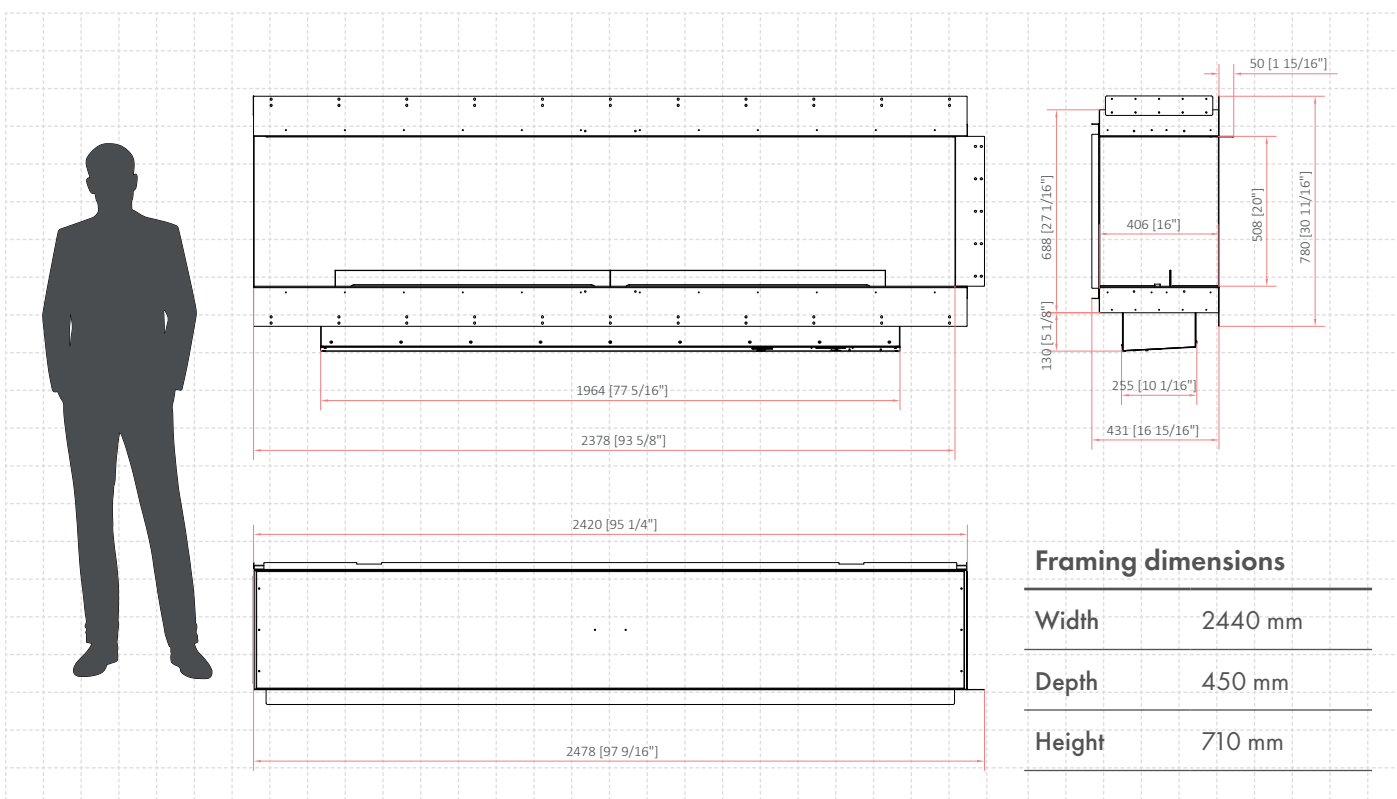 50 [1 15/16"]
688 [27 1/16"]
406 [16"]
508 [20"]
780 [30 11/16"]
130 [5 1/8"]
255 [10 1/16"]
431 [16 15/16"]
1964 [77 5/16"]
2378 [93 5/8"]
2420 [95 1/4"]
2478 [97 9/16"]
Framing dimensions
Width 2440 mm
Depth 450 mm
Height 710 mm